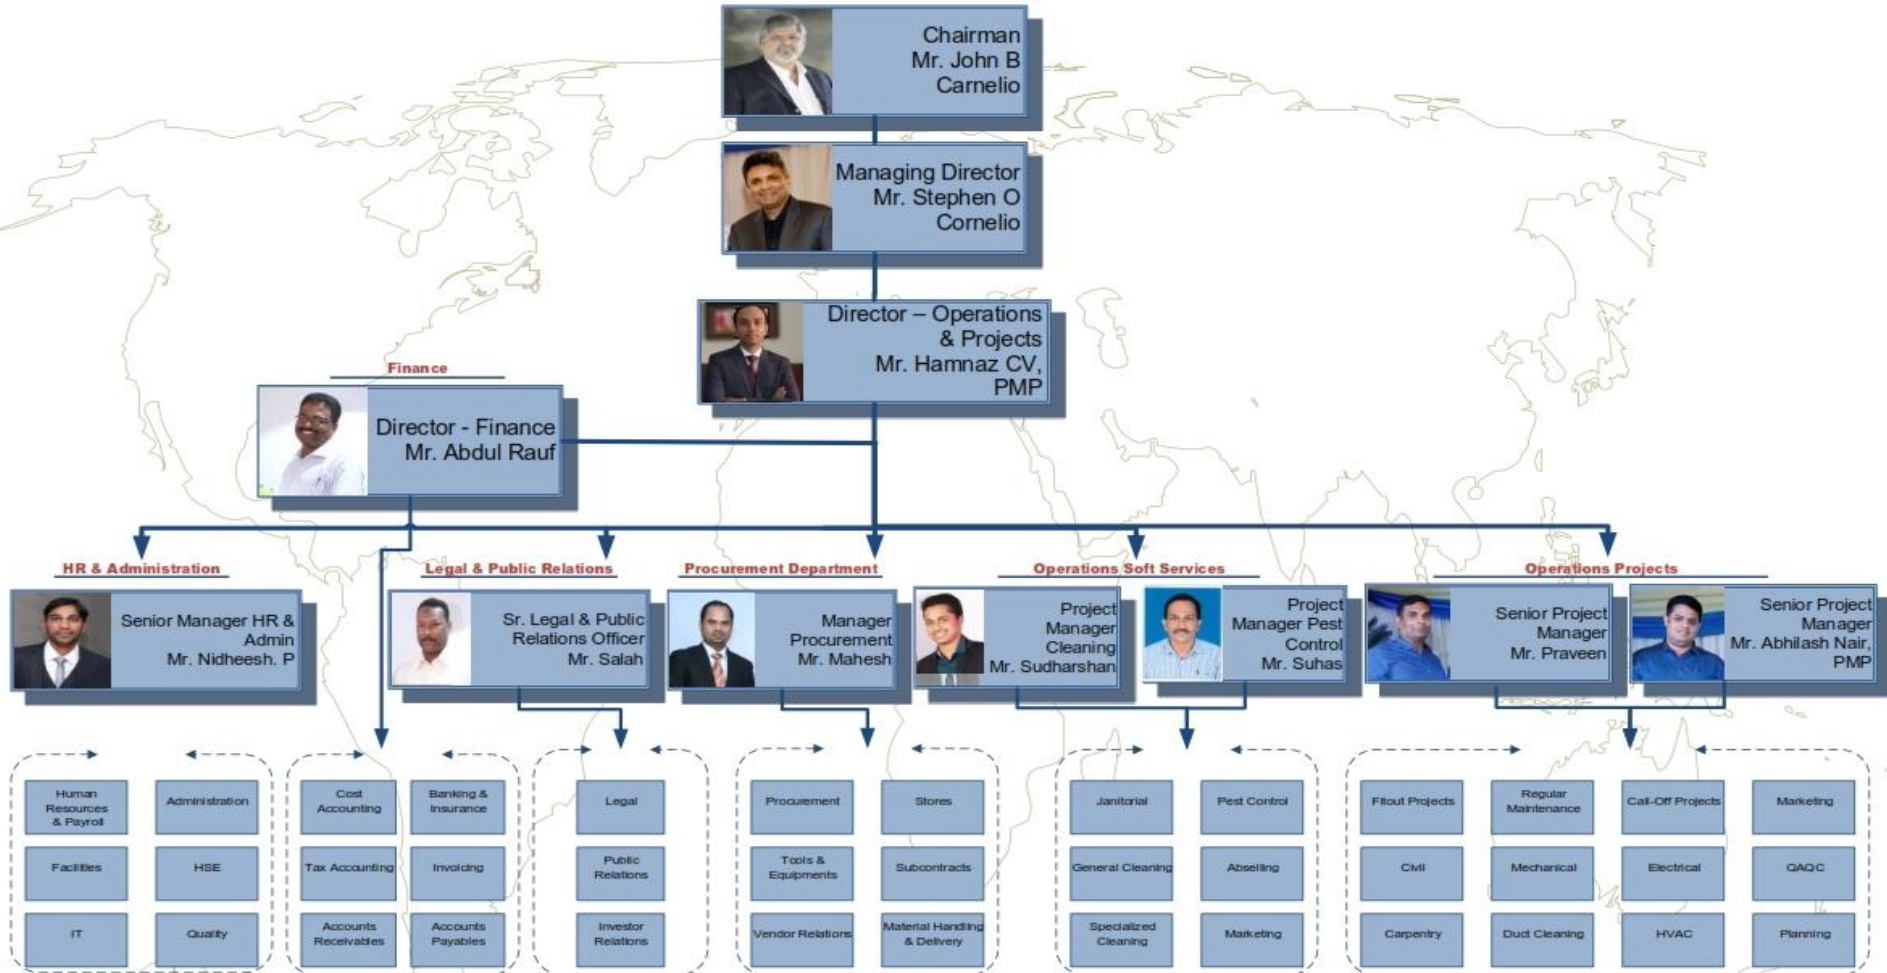 Chairman
Mr. John B
Carnelio
Managing Director
Mr. Stephen O
Cornelio
Director – Operations
& Projects
Mr. Hamnaz CV,
PMP
Finance
Director - Finance
Mr. Abdul Rauf
HR & Administration
Senior Manager HR &
Admin
Mr. Nidheesh. P
Legal & Public Relations
Sr. Legal & Public
Relations Officer
Mr. Salah
Procurement Department
Manager
Procurement
Mr. Mahesh
Operations Soft Services
Project
Manager
Cleaning
Mr. Sudharshan
Project
Manager Pest
Control
Mr. Suhas
Operations Projects
Senior Project
Manager
Mr. Praveen
Senior Project
Manager
Mr. Abhilash Nair,
PMP
Human
Resources
& Payroll
Administration
Facilities
HSE
IT
Quality
Cost
Accounting
Banking &
Insurance
Tax Accounting
Invoicing
Accounts
Receivables
Accounts
Payables
Legal
Public
Relations
Investor
Relations
Procurement
Stores
Tools &
Equipments
Subcontracts
Vendor Relations
Material Handling
& Delivery
Janitorial
Pest Control
General Cleaning
Abseiling
Specialized
Cleaning
Marketing
Fitout Projects
Regular
Maintenance
Call-Off Projects
Marketing
Civil
Mechanical
Electrical
QAQC
Carpentry
Duct Cleaning
HVAC
Planning